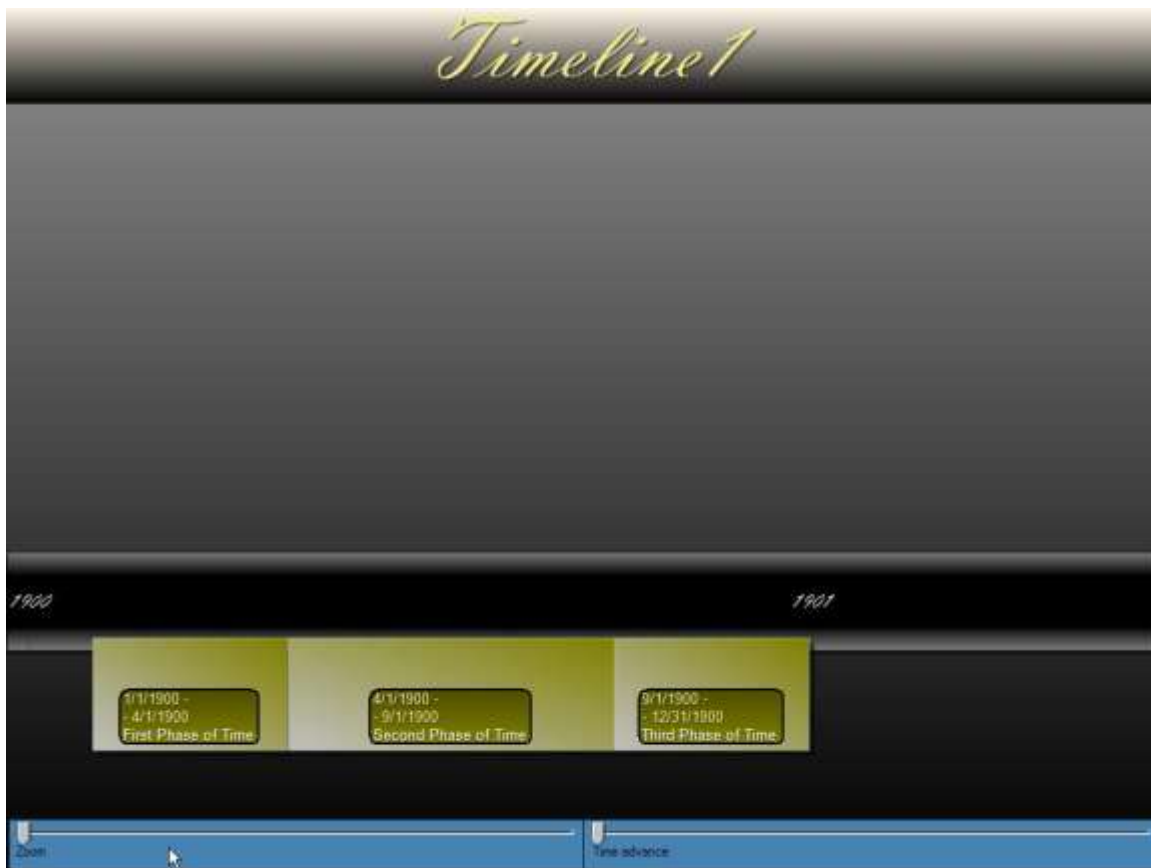 Timeline1
1900
1901
1/1/1900 -
- 4/1/1900
First Phase of Time
4/1/1900 -
- 9/1/1900
Second Phase of Time
9/1/1900 -
- 12/31/1900
Third Phase of Time
Zoom
Time advance